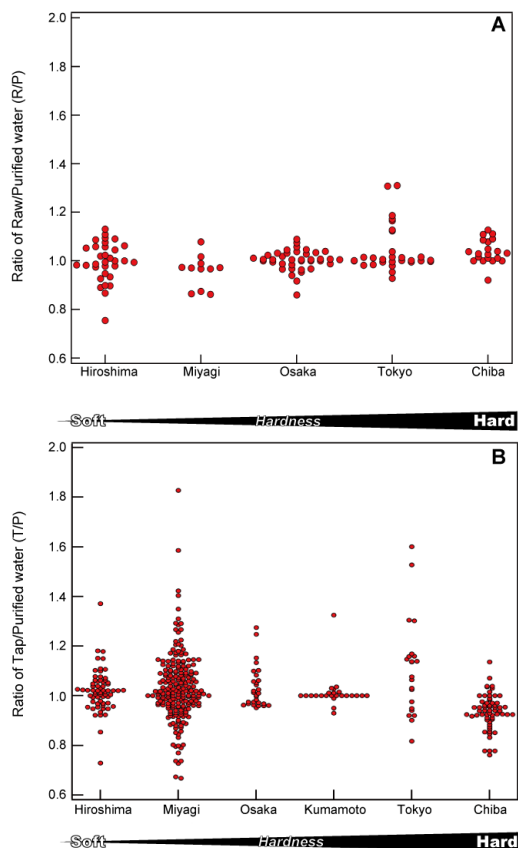 A
Ratio of Raw/Purified water (R/P)
2.0
1.8
1.6
1.4
1.2
1.0
0.8
0.6
Hiroshima Miyagi Osaka Tokyo Chiba
Soft Hardness Hard
B
Ratio of Tap/Purified water (T/P)
2.0
1.8
1.6
1.4
1.2
1.0
0.8
0.6
Hiroshima Miyagi Osaka Kumamoto Tokyo Chiba
Soft Hardness Hard